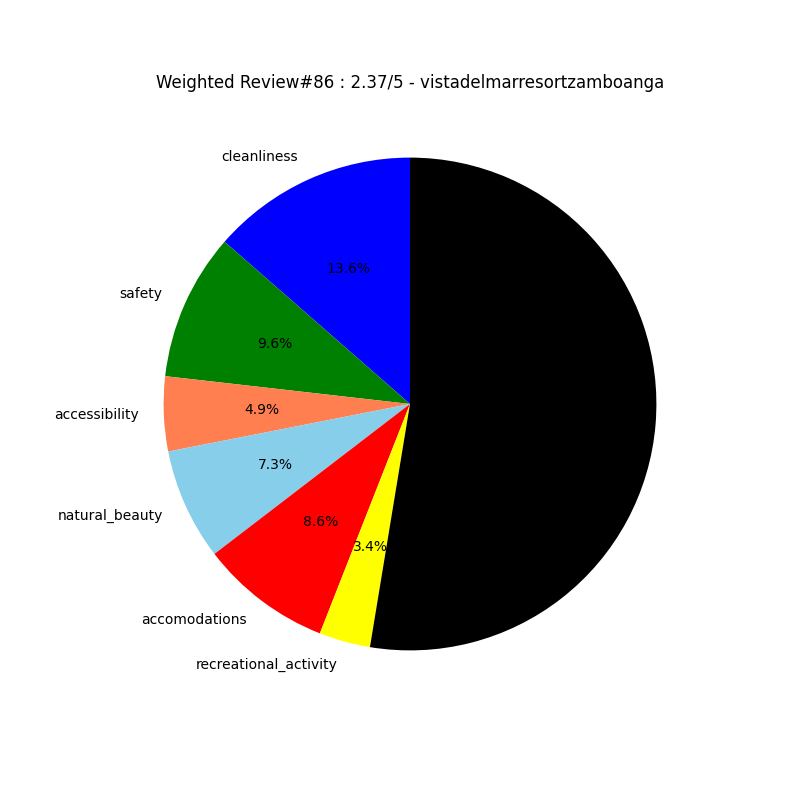 Weighted Review#86 : 2.37/5 - vistadelmarresortzamboanga
cleanliness
13.6%
safety
9.6%
accessibility
4.9%
natural_beauty
7.3%
accomodations
8.6%
recreational_activity
3.4%